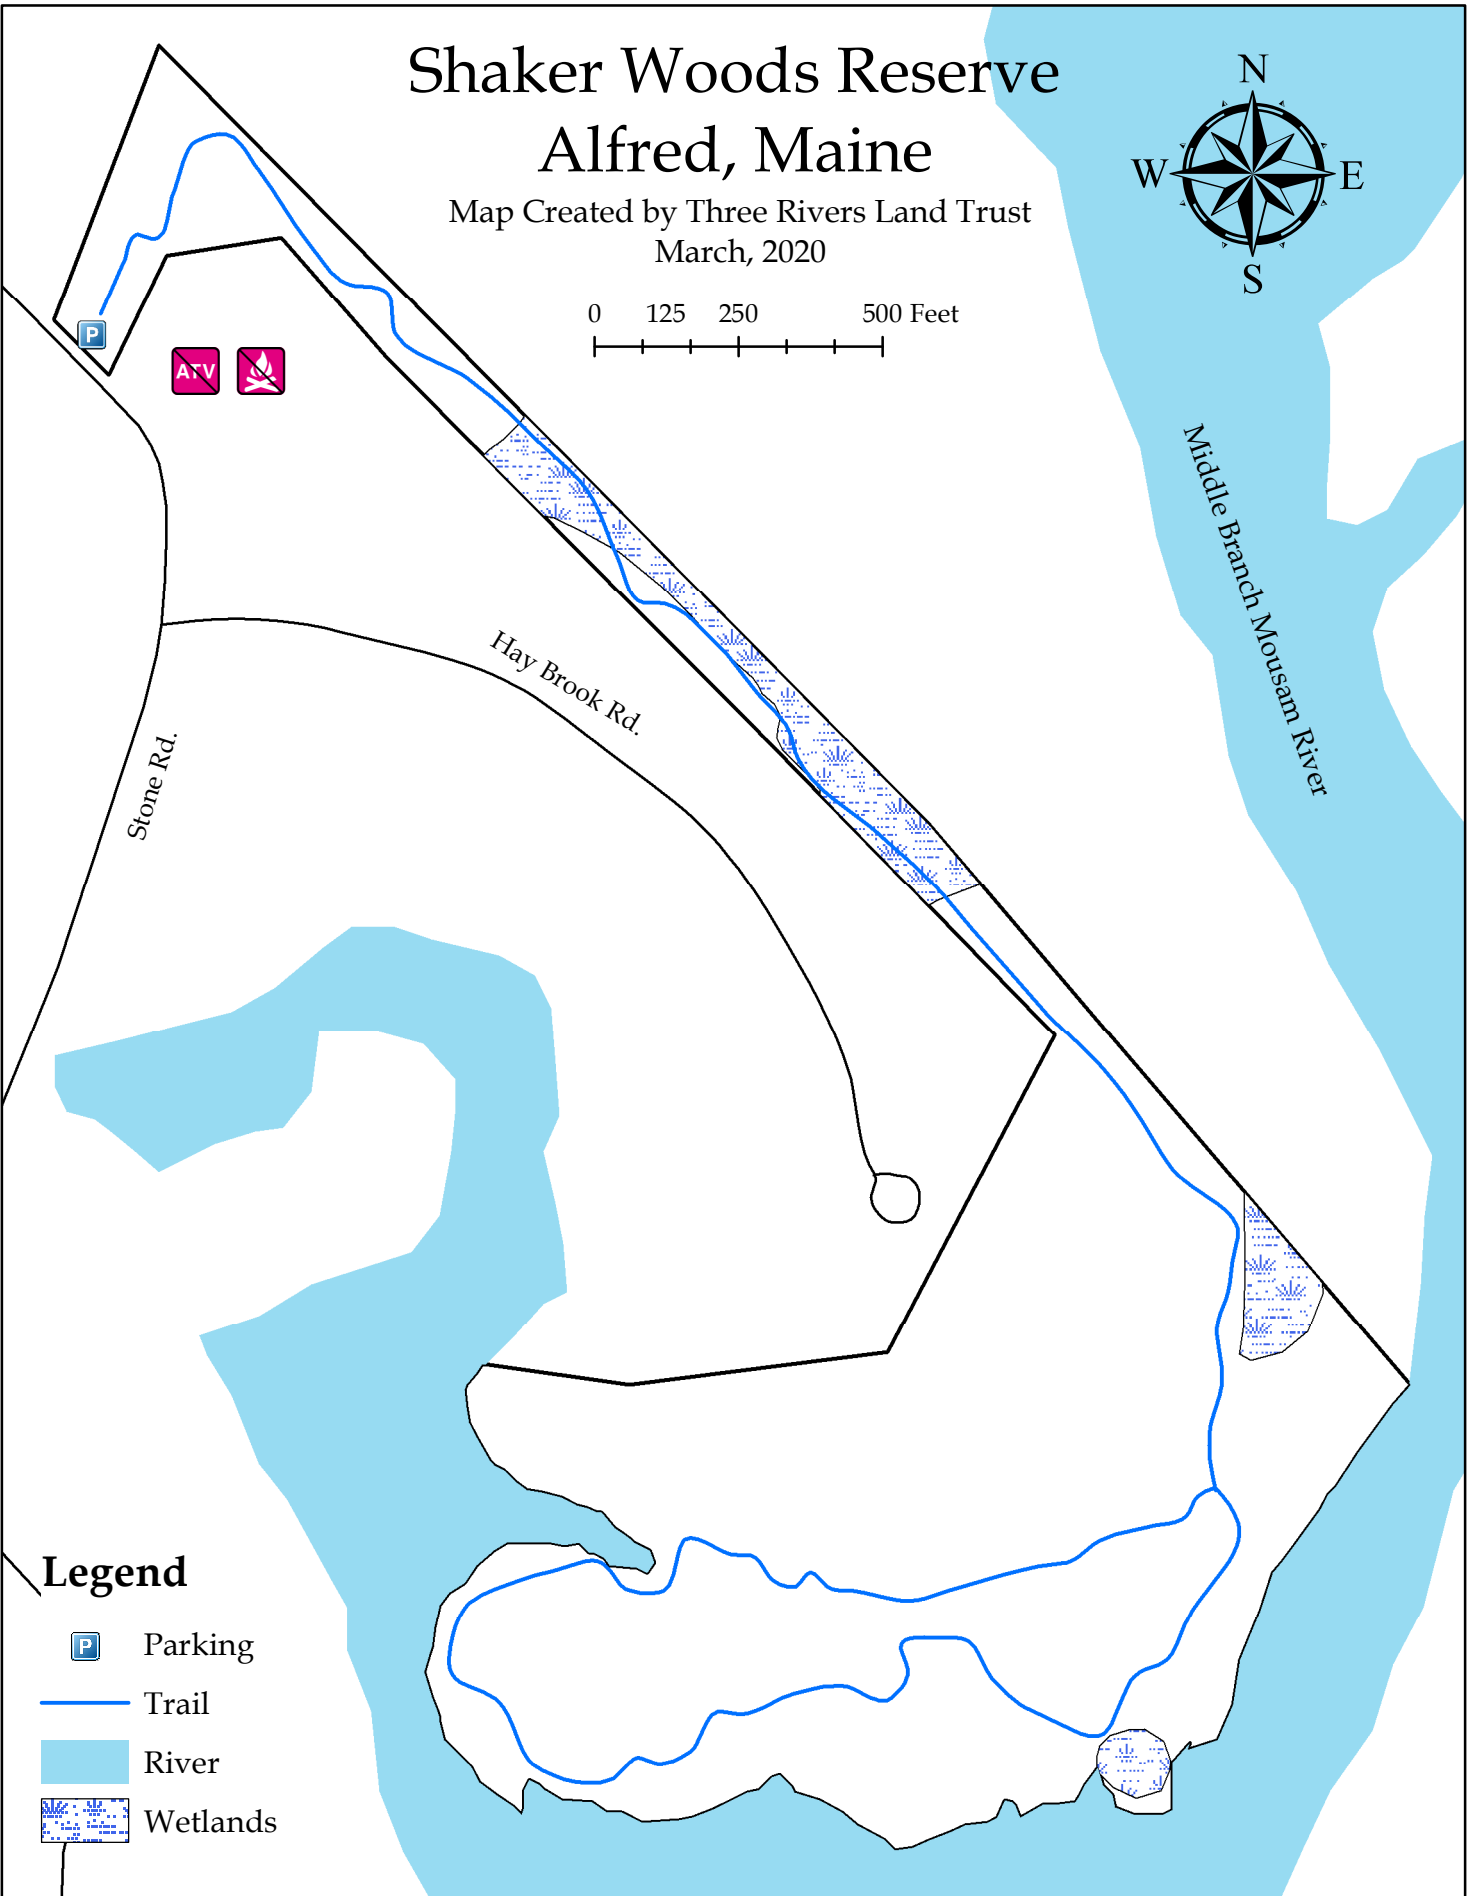 Shaker Woods Reserve
Alfred, Maine
Map Created by Three Rivers Land Trust
March, 2020
0 125 250 500 Feet
N
W E
S
P
ATV
Middle Branch Mousam River
Hay Brook Rd.
Stone Rd.
Legend
P Parking
Trail
River
Wetlands